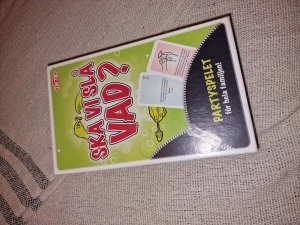 SKA VI SLÅ
VAD?
PARTYSPELET
för hela familjen!